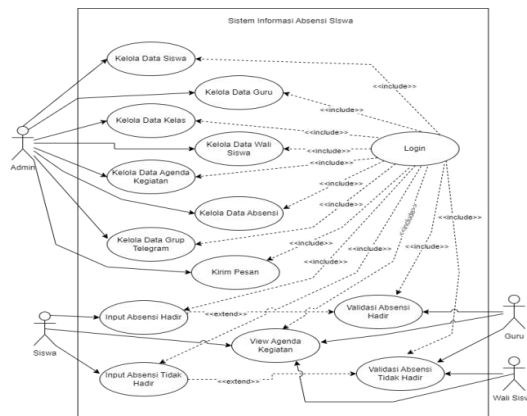 Sistem Informasi Absensi SIswa
Kelola Data Siswa
<<include>>
Kelola Data Guru
<<include>>
<<include>>
Kelola Data Kelas
<<include>>
Kelola Data Wali
Siswa
<<include>>
Login
Admin
Kelola Data Agenda
Kegiatan
<<include>>
<<include>>
Kelola Data Absensi
<<include>>
<<include>>
<<include>>
Kelola Data Grup
Telegram
<<include>>
<<include>>
Kirim Pesan
<<include>>
Input Absensi Hadir
<<extend>>
Validasi Absensi
Hadir
Siswa
View Agenda
Kegiatan
Guru
Input Absensi Tidak
Hadir
<<extend>>
Validasi Absensi
Tidak Hadir
Wali Sisw